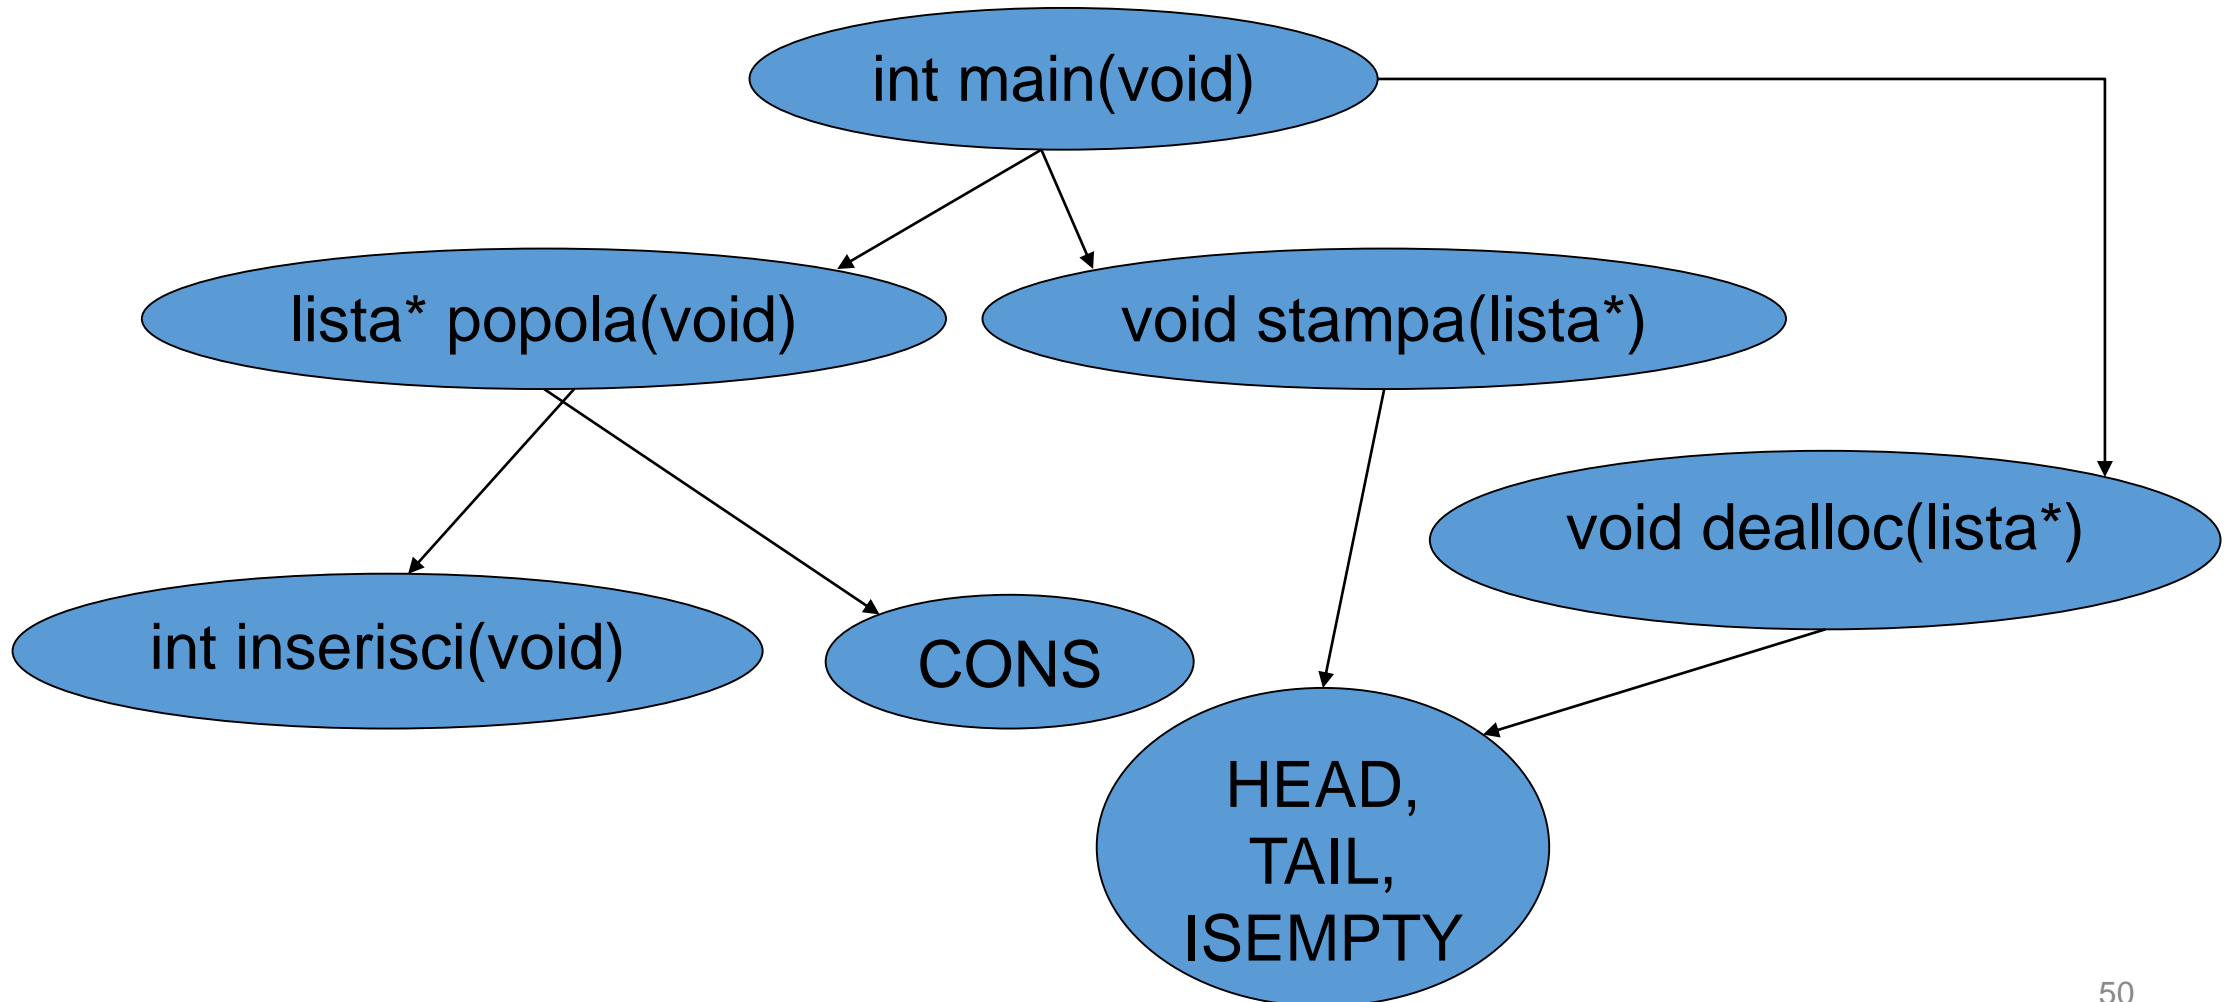 int main(void)
lista* popola(void)
void stampa(lista*)
void dealloc(lista*)
int inserisci(void)
CONS
HEAD,
TAIL,
ISEMPTY
50